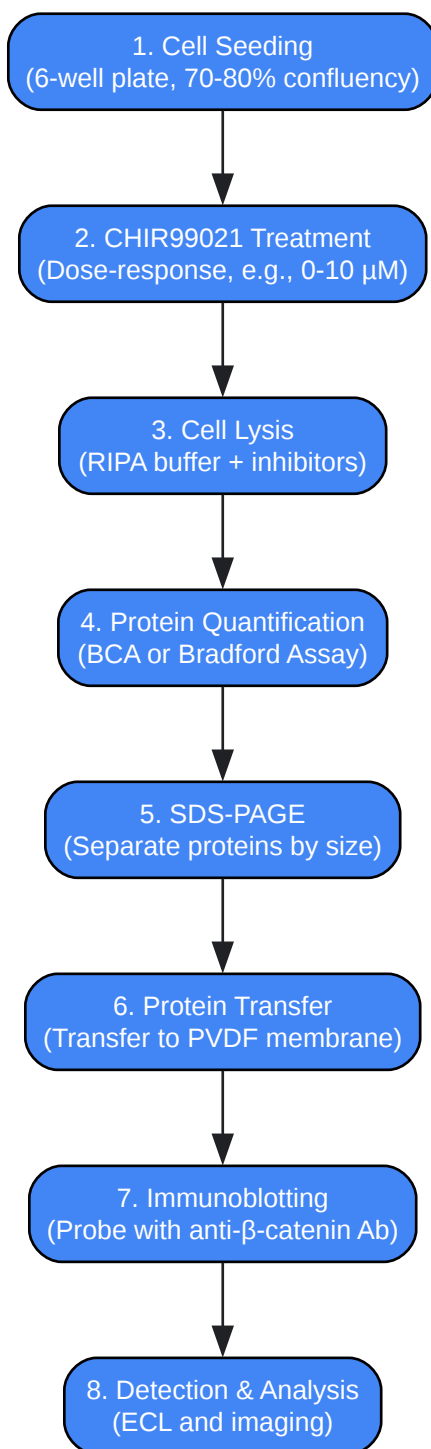 1. Cell Seeding
(6-well plate, 70-80% confluency)
2. CHIR99021 Treatment
(Dose-response, e.g., 0-10 µM)
3. Cell Lysis
(RIPA buffer + inhibitors)
4. Protein Quantification
(BCA or Bradford Assay)
5. SDS-PAGE
(Separate proteins by size)
6. Protein Transfer
(Transfer to PVDF membrane)
7. Immunoblotting
(Probe with anti-β-catenin Ab)
8. Detection & Analysis
(ECL and imaging)